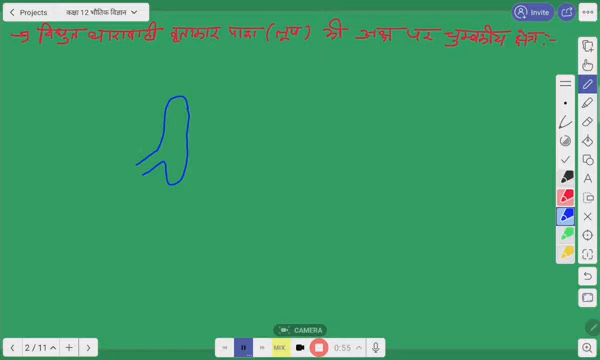 Projects कक्षा 12 भौतिक विज्ञान Invite
→ विधुत धारावाही वृताकार पाश (लूप) की अक्ष पर चुम्बकीय क्षेत्र:-
A
CAMERA
2/11 MIX 0:55